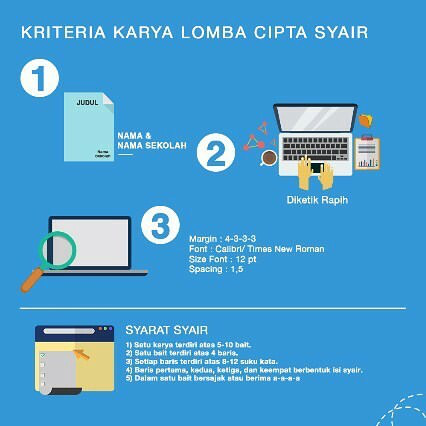 KRITERIA KARYA LOMBA CIPTA SYAIR
1
JUDUL
Nama
Sekolah
NAMA &
NAMA SEKOLAH
2
Diketik Rapih
3
Margin : 4-3-3-3
Font : Calibri/ Times New Roman
Size Font : 12 pt
Spacing : 1,5
SYARAT SYAIR
1) Satu karya terdiri atas 5-10 bait.
2) Satu bait terdiri atas 4 baris.
3) Setiap baris terdiri atas 8-12 suku kata.
4) Baris pertama, kedua, ketiga, dan keempat berbentuk isi syair.
5) Dalam satu bait bersajak atau berima a-a-a-a